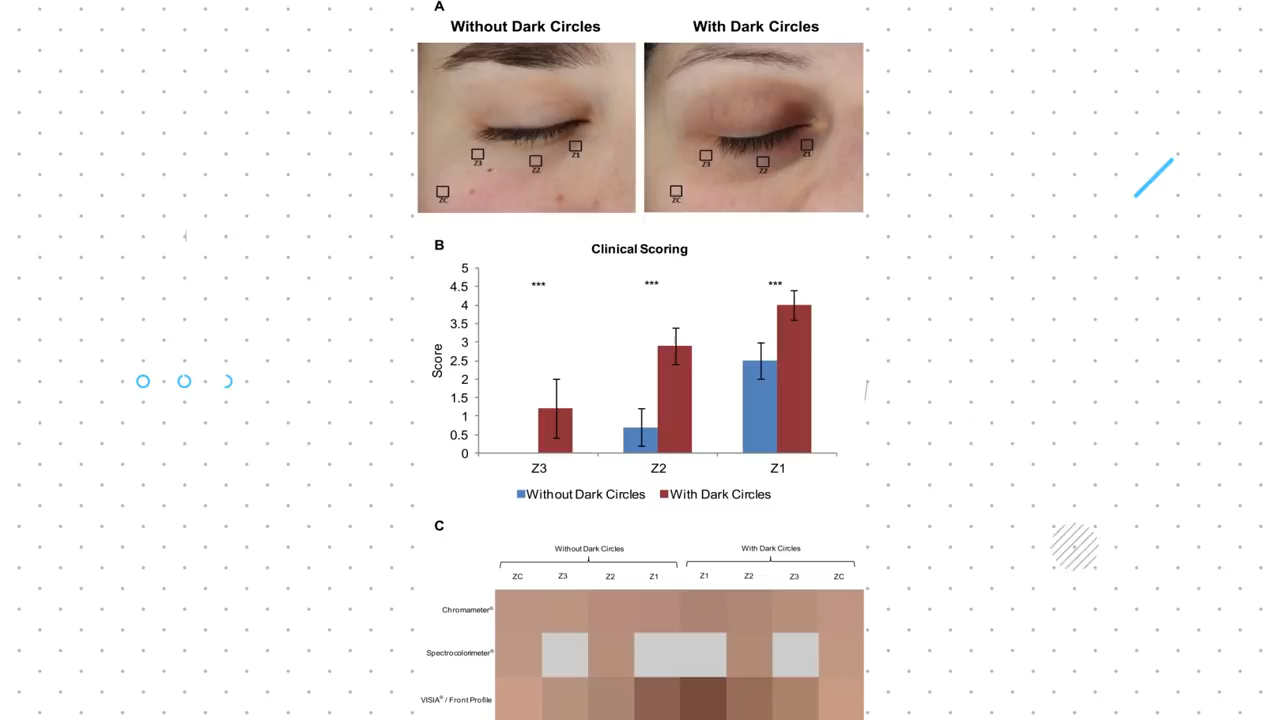 A
Without Dark Circles
With Dark Circles
Z3
Z2
Z1
ZC
Z3
Z2
Z1
ZC
B
Clinical Scoring
Score
5
4.5
4
3.5
3
2.5
2
1.5
1
0.5
0
***
***
***
Z3
Z2
Z1
Without Dark Circles
With Dark Circles
C
Without Dark Circles
With Dark Circles
ZC Z3 Z2 Z1 Z1 Z2 Z3 ZC
Chromameter®
Spectrocolorimeter®
VISIA® / Front Profile